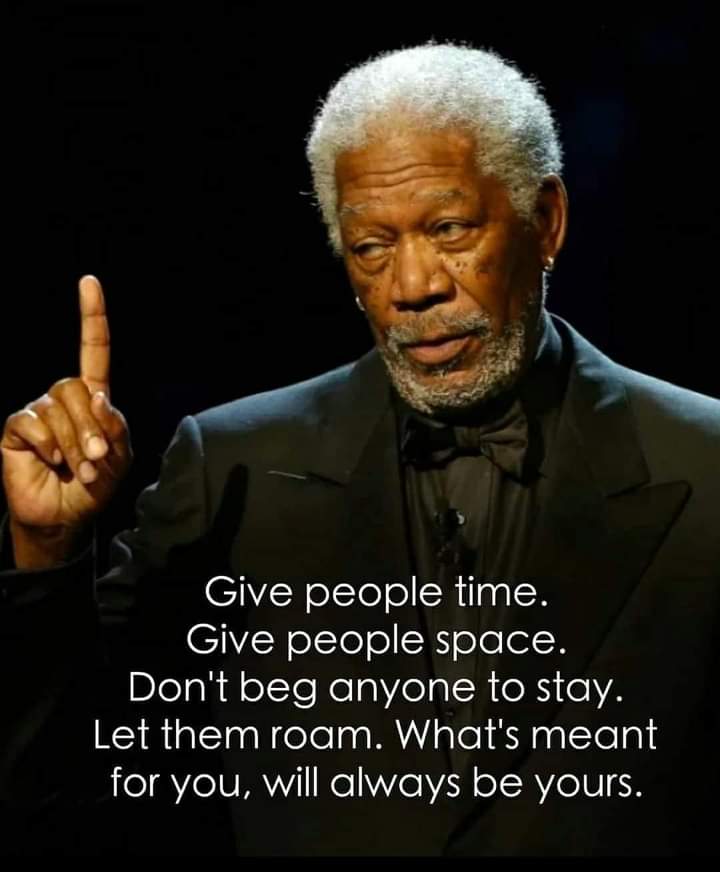 Give people time.
Give people space.
Don't beg anyone to stay.
Let them roam. What's meant
for you, will always be yours.